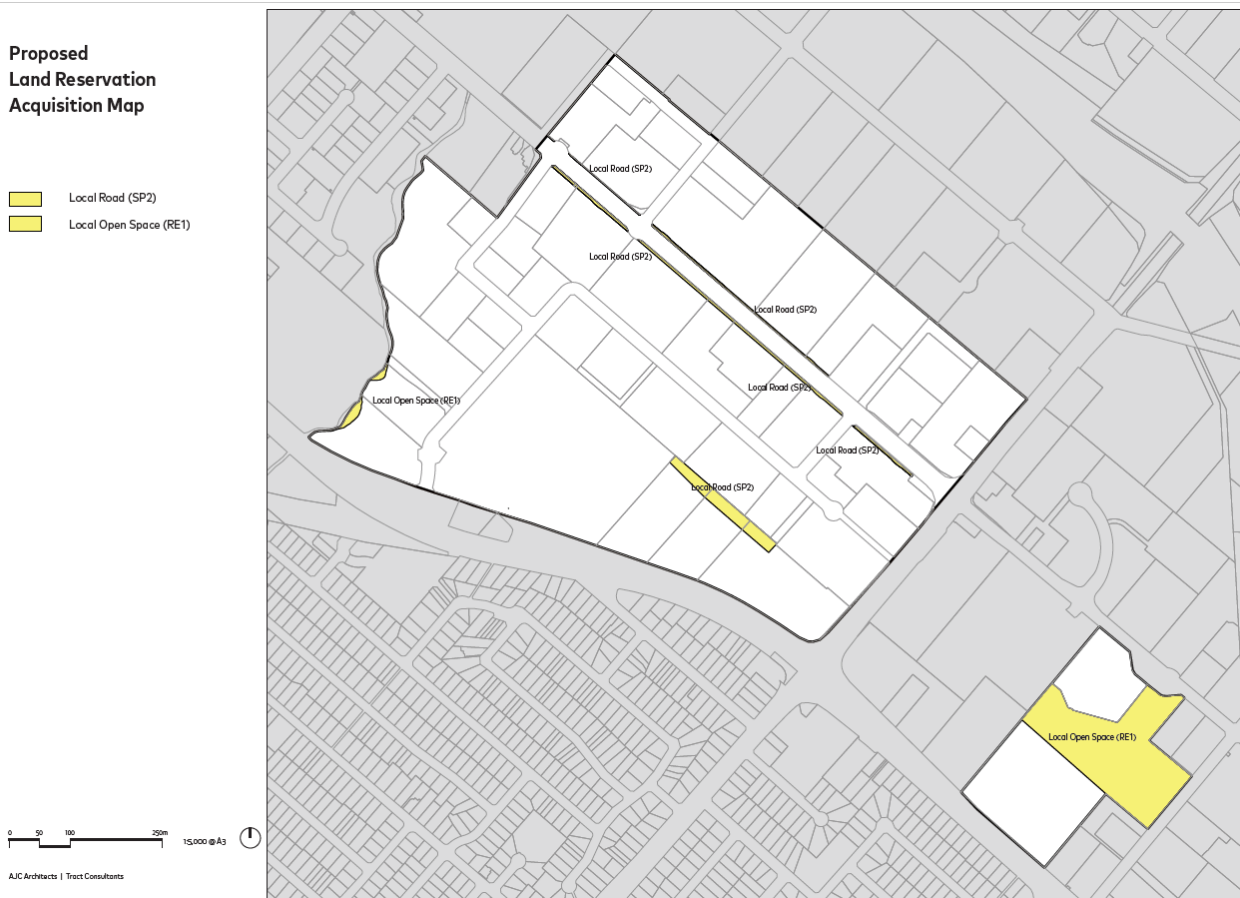 Proposed
Land Reservation
Acquisition Map
Local Road (SP2)
Local Open Space (RE1)
Local Road (SP2)
Local Road (SP2)
Local Road (SP2)
Local Road (SP2)
Local Open Space (RE1)
Local Road (SP2)
Local Road (SP2)
Local Open Space (RE1)
0 50 100 250m
1:5,000 @A3
AJC Architects | Tract Consultants